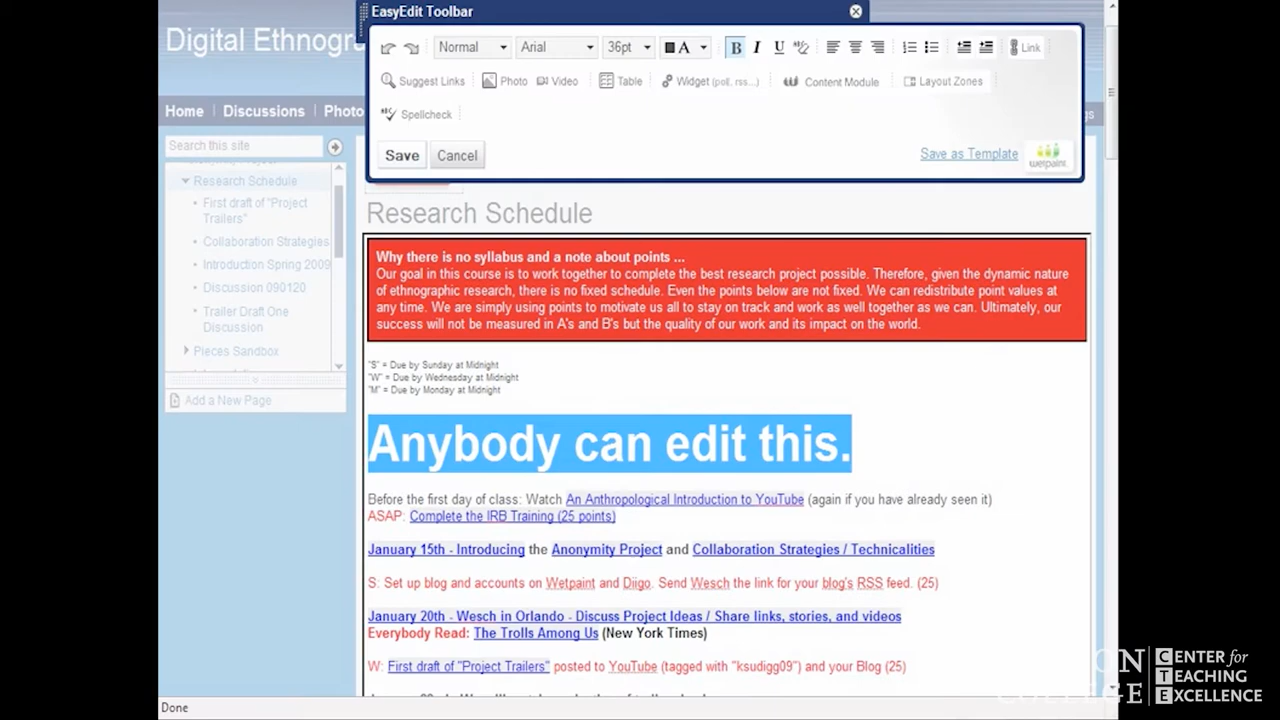 EasyEdit Toolbar
Digital Ethnogra
Normal Arial 36pt A B I U Link
Suggest Links Photo Video Table Widget (poll, rss...) Content Module Layout Zones
Spellcheck
Save Cancel Save as Template wetpaint
Home Discussions Photo gs
Search this site
Research Schedule
First draft of "Project
Trailers"
Collaboration Strategies
Introduction Spring 2009
Discussion 090120
Trailer Draft One
Discussion
Pieces Sandbox
Add a New Page
Research Schedule
Why there is no syllabus and a note about points ...
Our goal in this course is to work together to complete the best research project possible. Therefore, given the dynamic nature
of ethnographic research, there is no fixed schedule. Even the points below are not fixed. We can redistribute point values at
any time. We are simply using points to motivate us all to stay on track and work as well together as we can. Ultimately, our
success will not be measured in A's and B's but the quality of our work and its impact on the world.
"S" = Due by Sunday at Midnight
"W" = Due by Wednesday at Midnight
"M" = Due by Monday at Midnight
Anybody can edit this.
Before the first day of class: Watch An Anthropological Introduction to YouTube (again if you have already seen it)
ASAP: Complete the IRB Training (25 points)
January 15th - Introducing the Anonymity Project and Collaboration Strategies / Technicalities
S: Set up blog and accounts on Wetpaint and Diigo. Send Wesch the link for your blog's RSS feed. (25)
January 20th - Wesch in Orlando - Discuss Project Ideas / Share links, stories, and videos
Everybody Read: The Trolls Among Us (New York Times)
W: First draft of "Project Trailers" posted to YouTube (tagged with "ksudigg09") and your Blog (25)
Done
CENTER for
TEACHING
EXCELLENCE